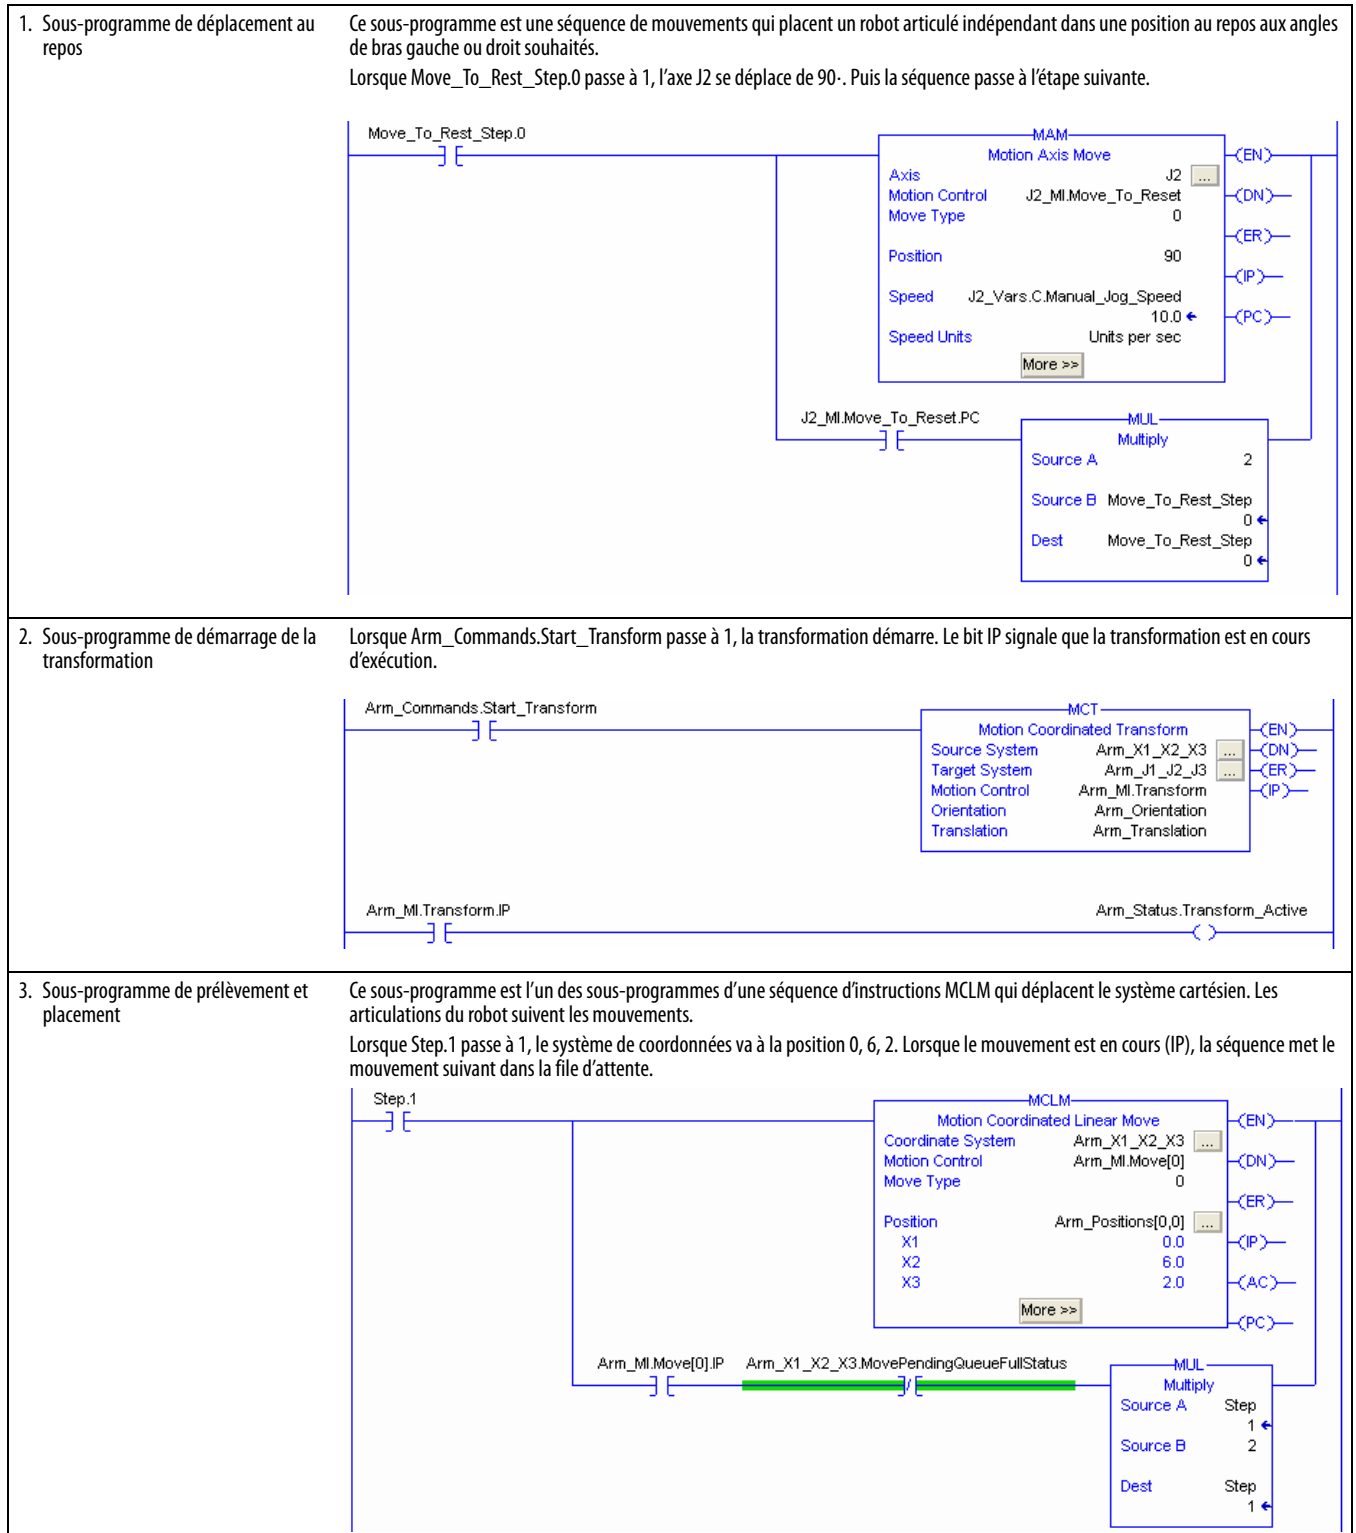 1. Sous-programme de déplacement au
repos
Ce sous-programme est une séquence de mouvements qui placent un robot articulé indépendant dans une position au repos aux angles
de bras gauche ou droit souhaités.
Lorsque Move_To_Rest_Step.0 passe à 1, l'axe J2 se déplace de 90·. Puis la séquence passe à l'étape suivante.
Move_To_Rest_Step.0
MAM
Motion Axis Move
(EN)
Axis J2 ...
Motion Control J2_MI.Move_To_Reset
(DN)
Move Type 0
(ER)
Position 90
(IP)
Speed J2_Vars.C.Manual_Jog_Speed
10.0
(PC)
Speed Units Units per sec
More >>
J2_MI.Move_To_Reset.PC
MUL
Multiply
Source A 2
Source B Move_To_Rest_Step
0
Dest Move_To_Rest_Step
0
2. Sous-programme de démarrage de la
transformation
Lorsque Arm_Commands.Start_Transform passe à 1, la transformation démarre. Le bit IP signale que la transformation est en cours
d'exécution.
Arm_Commands.Start_Transform
MCT
Motion Coordinated Transform
(EN)
Source System Arm_X1_X2_X3 ...
(DN)
Target System Arm_J1_J2_J3 ...
(ER)
Motion Control Arm_MI.Transform
(IP)
Orientation Arm_Orientation
Translation Arm_Translation
Arm_MI.Transform.IP
Arm_Status.Transform_Active
3. Sous-programme de prélèvement et
placement
Ce sous-programme est l'un des sous-programmes d'une séquence d'instructions MCLM qui déplacent le système cartésien. Les
articulations du robot suivent les mouvements.
Lorsque Step.1 passe à 1, le système de coordonnées va à la position 0, 6, 2. Lorsque le mouvement est en cours (IP), la séquence met le
mouvement suivant dans la file d'attente.
Step.1
MCLM
Motion Coordinated Linear Move
(EN)
Coordinate System Arm_X1_X2_X3 ...
Motion Control Arm_MI.Move[0]
(DN)
Move Type 0
(ER)
Position Arm_Positions[0,0] ...
X1 0.0
(IP)
X2 6.0
X3 2.0
(AC)
More >>
(PC)
Arm_MI.Move[0].IP
Arm_X1_X2_X3.MovePendingQueueFullStatus
MUL
Multiply
Source A Step
1
Source B 2
Dest Step
1